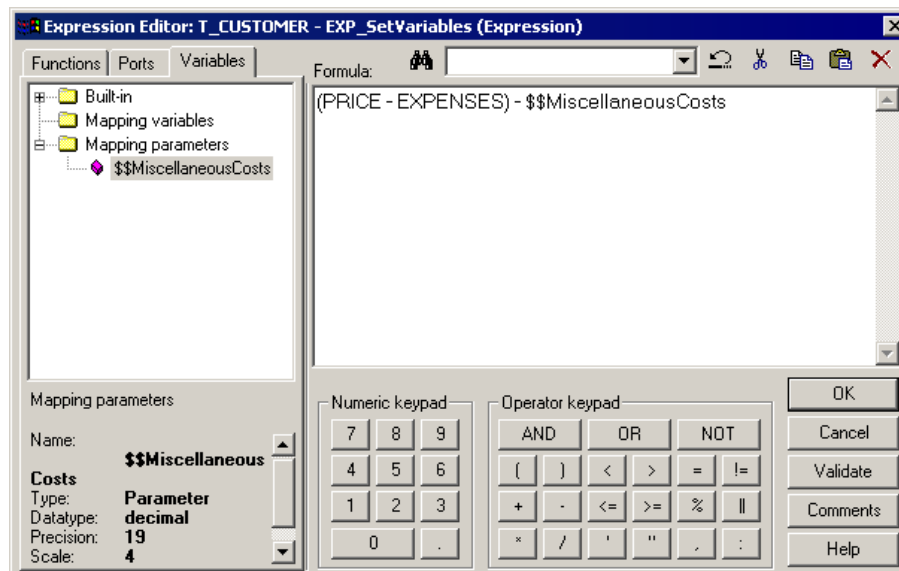 Expression Editor: T_CUSTOMER - EXP_SetVariables (Expression)
Functions Ports Variables
Formula:
Built-in
Mapping variables
Mapping parameters
$$MiscellaneousCosts
(PRICE - EXPENSES) - $$MiscellaneousCosts
Mapping parameters
Name:
$$Miscellaneous
Costs
Type: Parameter
Datatype: decimal
Precision: 19
Scale: 4
Numeric keypad
7 8 9
4 5 6
1 2 3
0 .
Operator keypad
AND OR NOT
( ) < > = !=
+ - <= >= % ||
* / ' " , :
OK
Cancel
Validate
Comments
Help